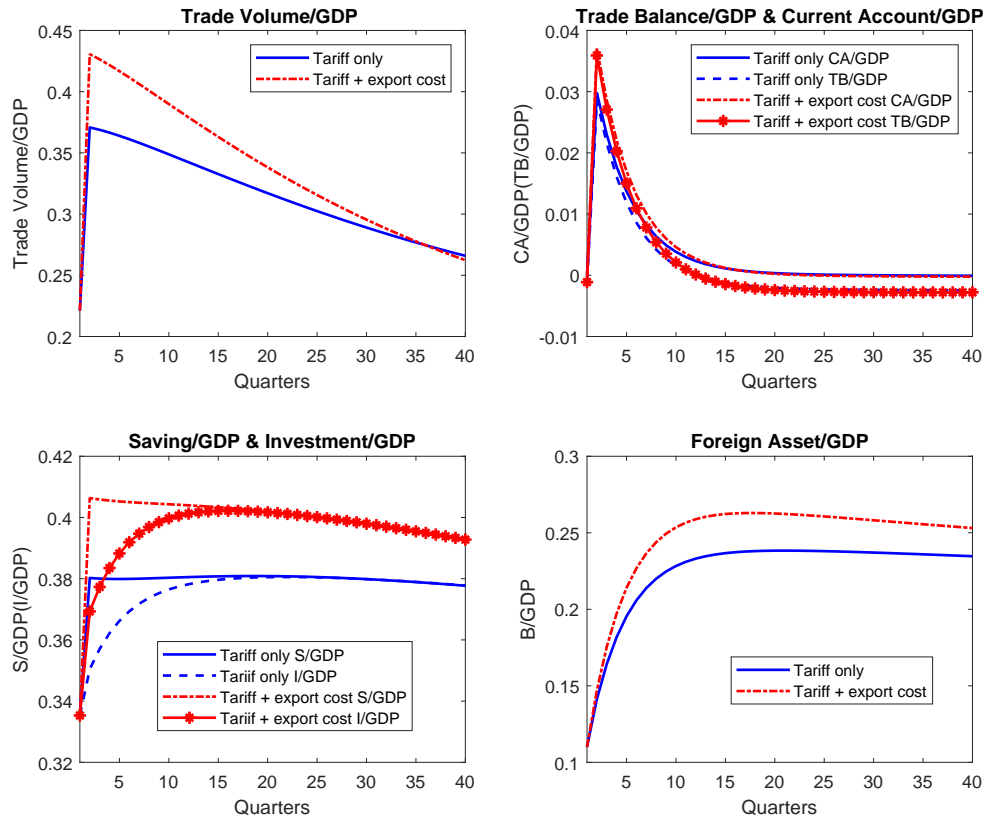 Trade Volume/GDP
Trade Volume/GDP
0.45
0.4
0.35
0.3
0.25
0.2
Tariff only
Tariff + export cost
5 10 15 20 25 30 35 40
Quarters
Trade Balance/GDP & Current Account/GDP
CA/GDP(TB/GDP)
0.04
0.03
0.02
0.01
0
-0.01
Tariff only CA/GDP
Tariff only TB/GDP
Tariff + export cost CA/GDP
Tariff + export cost TB/GDP
5 10 15 20 25 30 35 40
Quarters
Saving/GDP & Investment/GDP
S/GDP(I/GDP)
0.42
0.4
0.38
0.36
0.34
0.32
Tariff only S/GDP
Tariif only I/GDP
Tariff + export cost S/GDP
Tariif + export cost I/GDP
5 10 15 20 25 30 35 40
Quarters
Foreign Asset/GDP
B/GDP
0.3
0.25
0.2
0.15
0.1
Tariff only
Tariff + export cost
5 10 15 20 25 30 35 40
Quarters